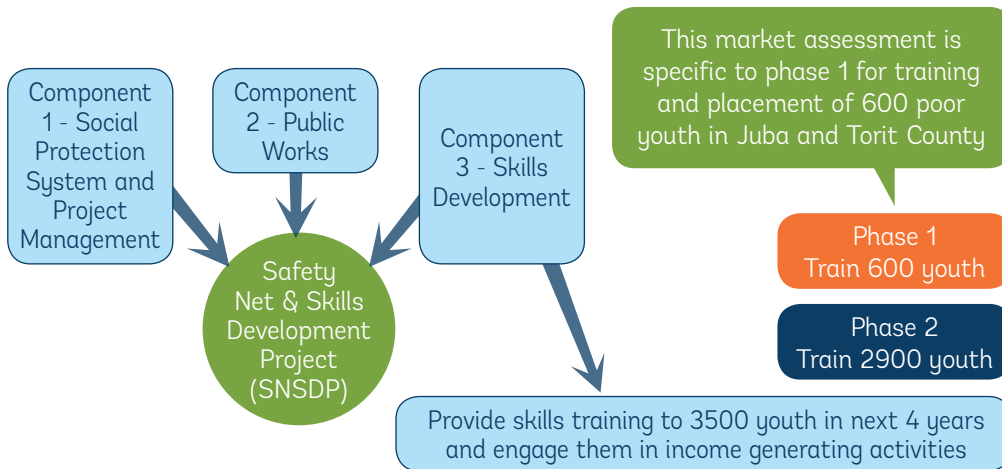 Component
1 - Social
Protection
System and
Project
Management
Component
2 - Public
Works
Component
3 - Skills
Development
This market assessment is
specific to phase 1 for training
and placement of 600 poor
youth in Juba and Torit County
Safety
Net & Skills
Development
Project
(SNSDP)
Phase 1
Train 600 youth
Phase 2
Train 2900 youth
Provide skills training to 3500 youth in next 4 years
and engage them in income generating activities